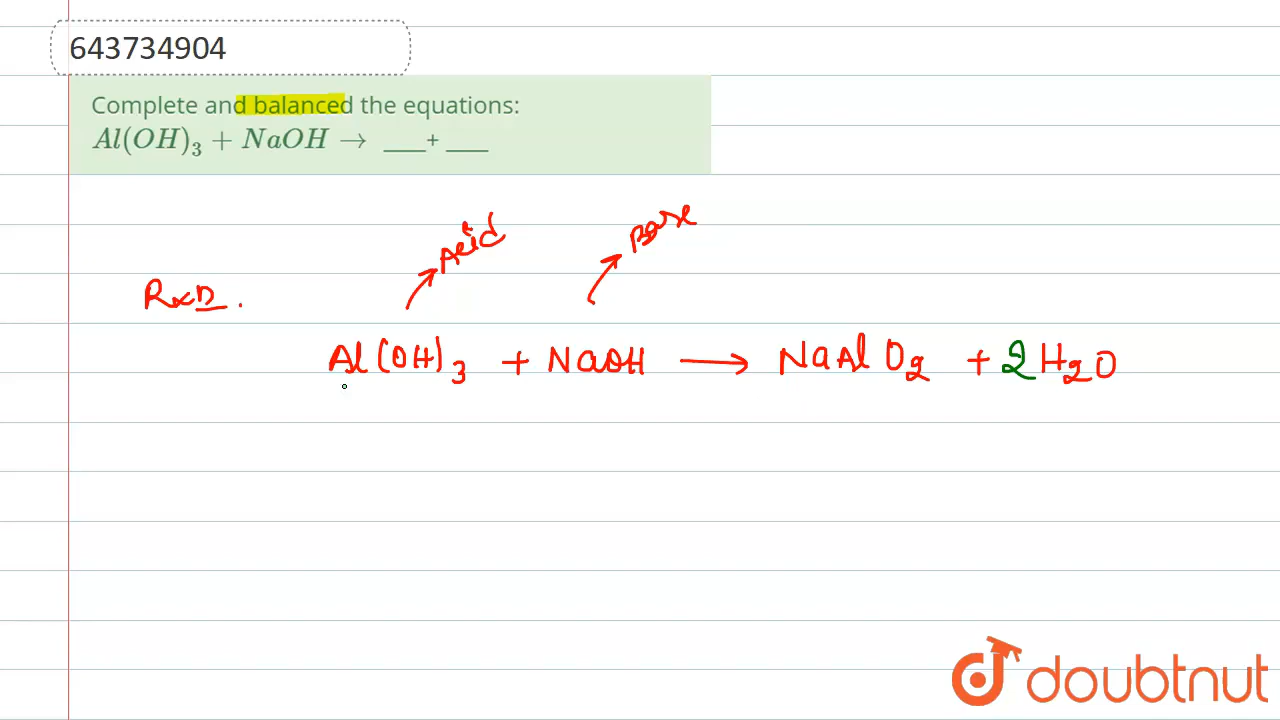 643734904
Complete and balanced the equations:
Al(OH)₃ + NaOH → ___+ ___
Acid Base
Rxn.
Al(OH)₃ + NaOH → NaAlO₂ + 2H₂O
doubtnut